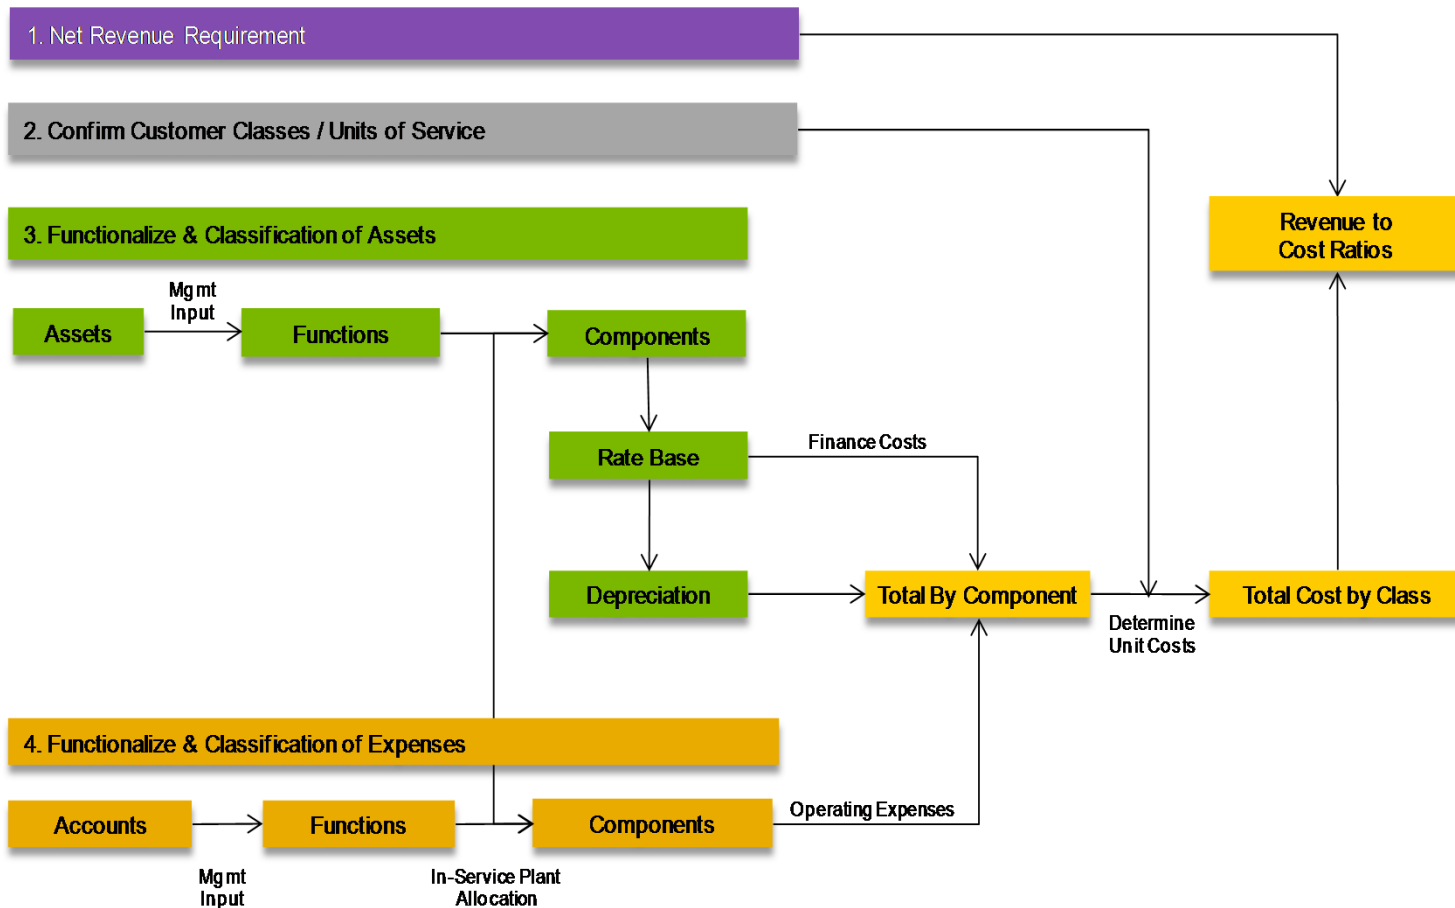 1. Net Revenue Requirement
2. Confirm Customer Classes / Units of Service
3. Functionalize & Classification of Assets
Revenue to
Cost Ratios
Mgmt
Input
Assets
Functions
Components
Rate Base
Finance Costs
Depreciation
Total By Component
Determine
Unit Costs
Total Cost by Class
4. Functionalize & Classification of Expenses
Accounts
Functions
Components
Operating Expenses
Mgmt
Input
In-Service Plant
Allocation